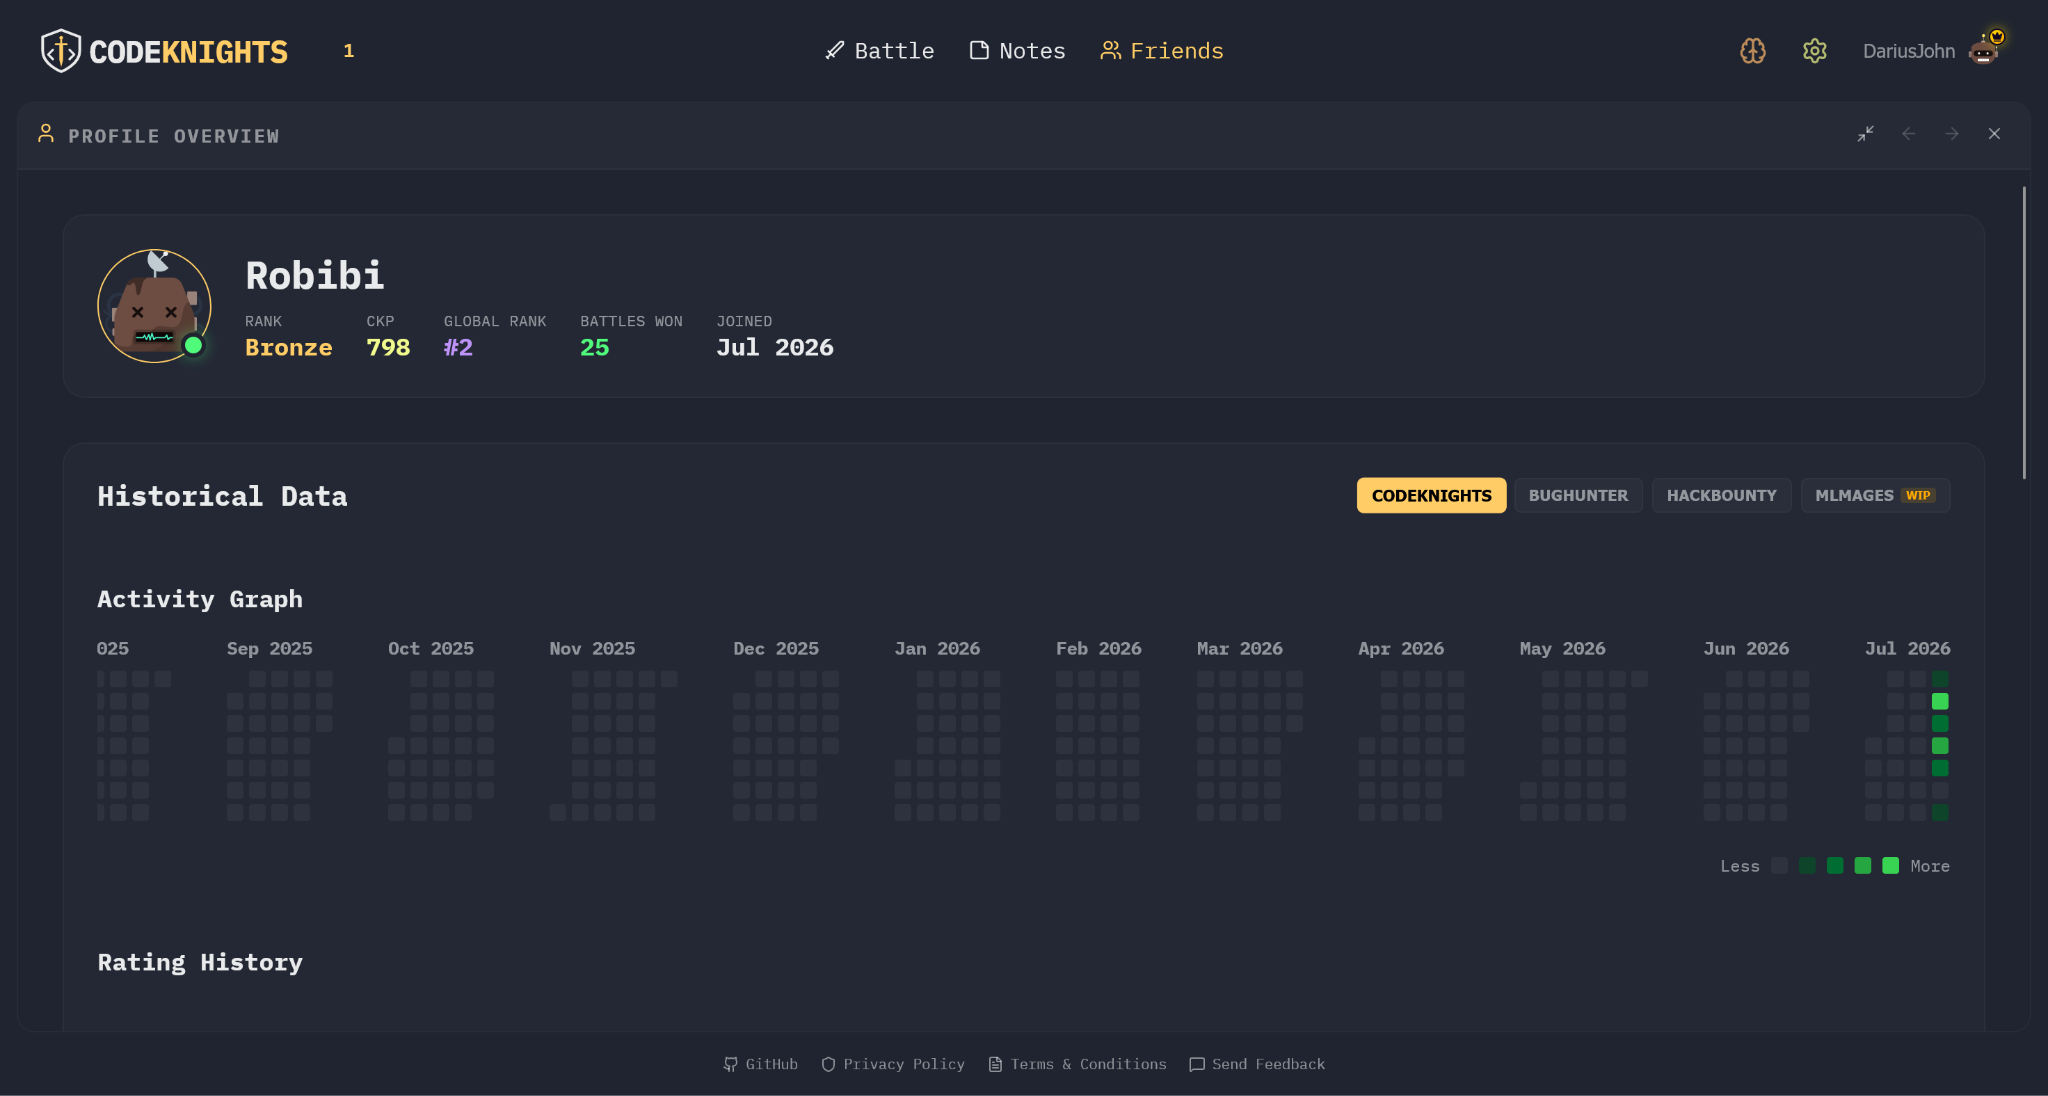 CODEKNIGHTS 1 Battle Notes Friends DariusJohn
PROFILE OVERVIEW
Robibi
RANK CKP GLOBAL RANK BATTLES WON JOINED
Bronze 798 #2 25 Jul 2026
Historical Data CODEKNIGHTS BUGHUNTER HACKBOUNTY MLMAGES WIP
Activity Graph
025 Sep 2025 Oct 2025 Nov 2025 Dec 2025 Jan 2026 Feb 2026 Mar 2026 Apr 2026 May 2026 Jun 2026 Jul 2026
Less More
Rating History
GitHub Privacy Policy Terms & Conditions Send Feedback